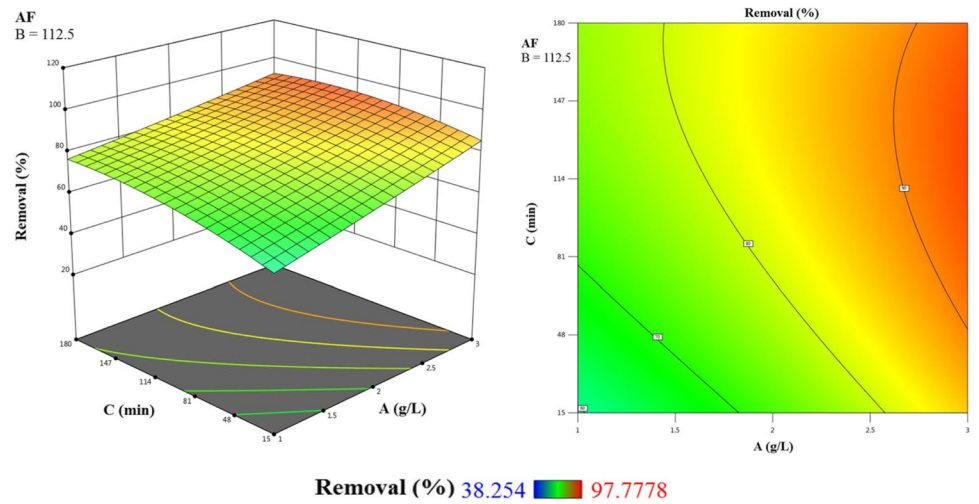 AF
B = 112.5
120
100
80
60
40
20
Removal (%)
180
147
114
81
48
15
C (min)
1
1.5
2
2.5
3
A (g/L)
Removal (%)
AF
B = 112.5
180
147
114
81
48
15
C (min)
60
70
80
90
1
1.5
2
2.5
3
A (g/L)
Removal (%) 38.254 97.7778